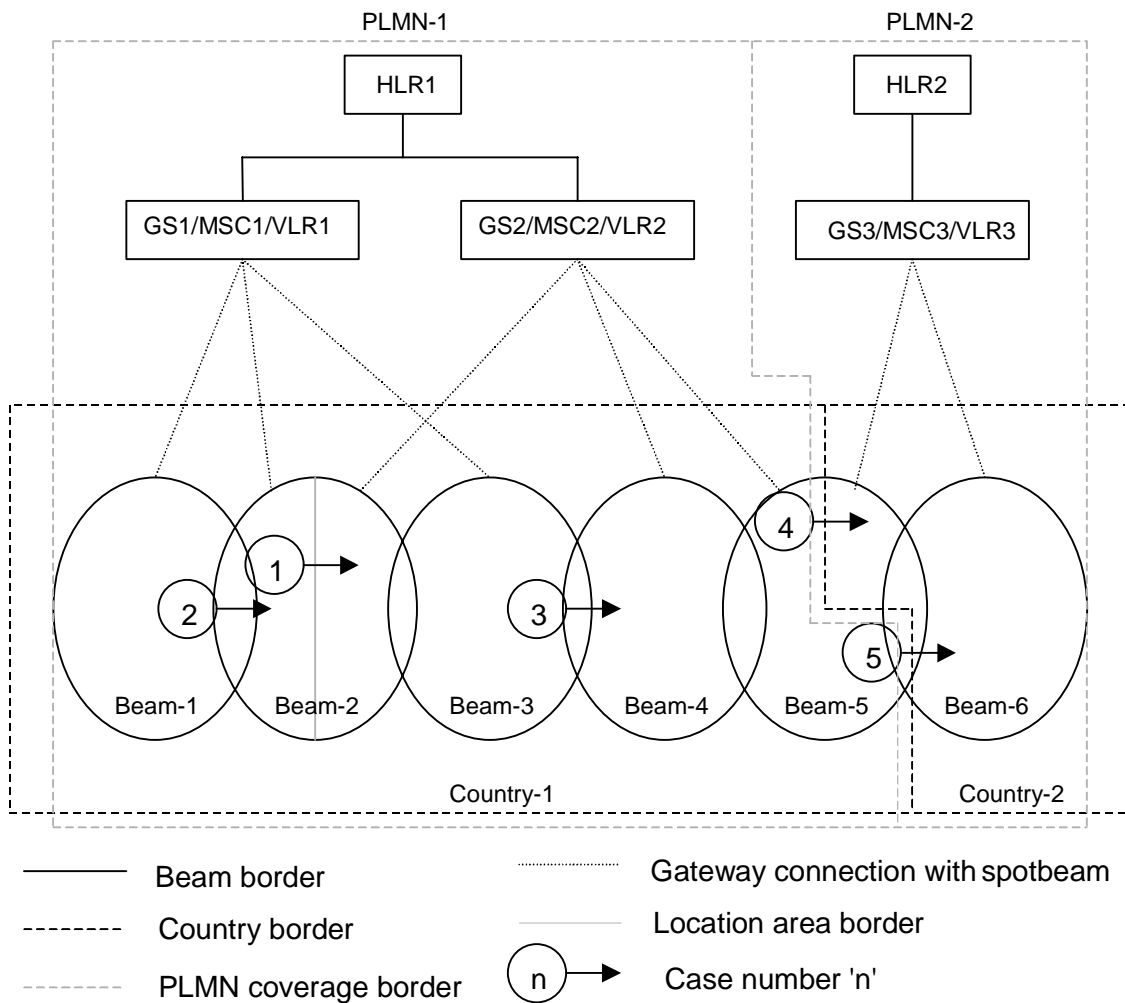 PLMN-1 PLMN-2
HLR1 HLR2
GS1/MSC1/VLR1 GS2/MSC2/VLR2 GS3/MSC3/VLR3
4
1
2 3
5
Beam-1 Beam-2 Beam-3 Beam-4 Beam-5 Beam-6
Country-1 Country-2
Beam border
Gateway connection with spotbeam
Country border
Location area border
PLMN coverage border
n Case number 'n'